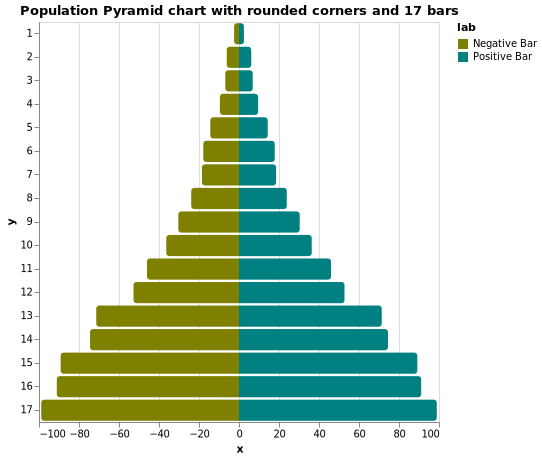 Population Pyramid chart with rounded corners and 17 bars
lab
Negative Bar
Positive Bar
y
1
2
3
4
5
6
7
8
9
10
11
12
13
14
15
16
17
−100 −80 −60 −40 −20 0 20 40 60 80 100
x